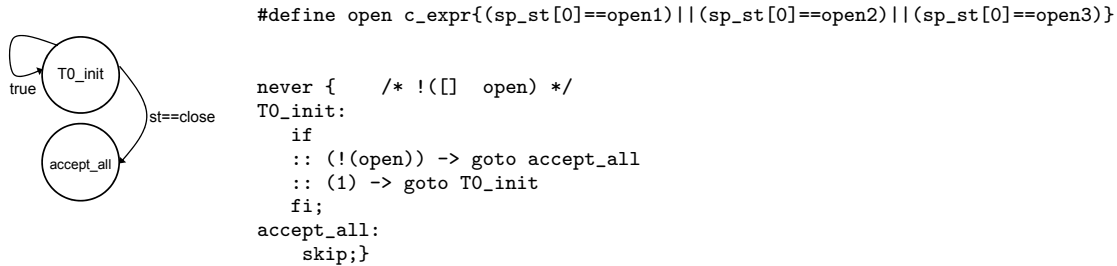 T0_init
true
st==close
accept_all
#define open c_expr{(sp_st[0]==open1)||(sp_st[0]==open2)||(sp_st[0]==open3)}
never {    /* !([]  open) */
T0_init:
   if
   :: (!(open)) -> goto accept_all
   :: (1) -> goto T0_init
   fi;
accept_all:
    skip;}